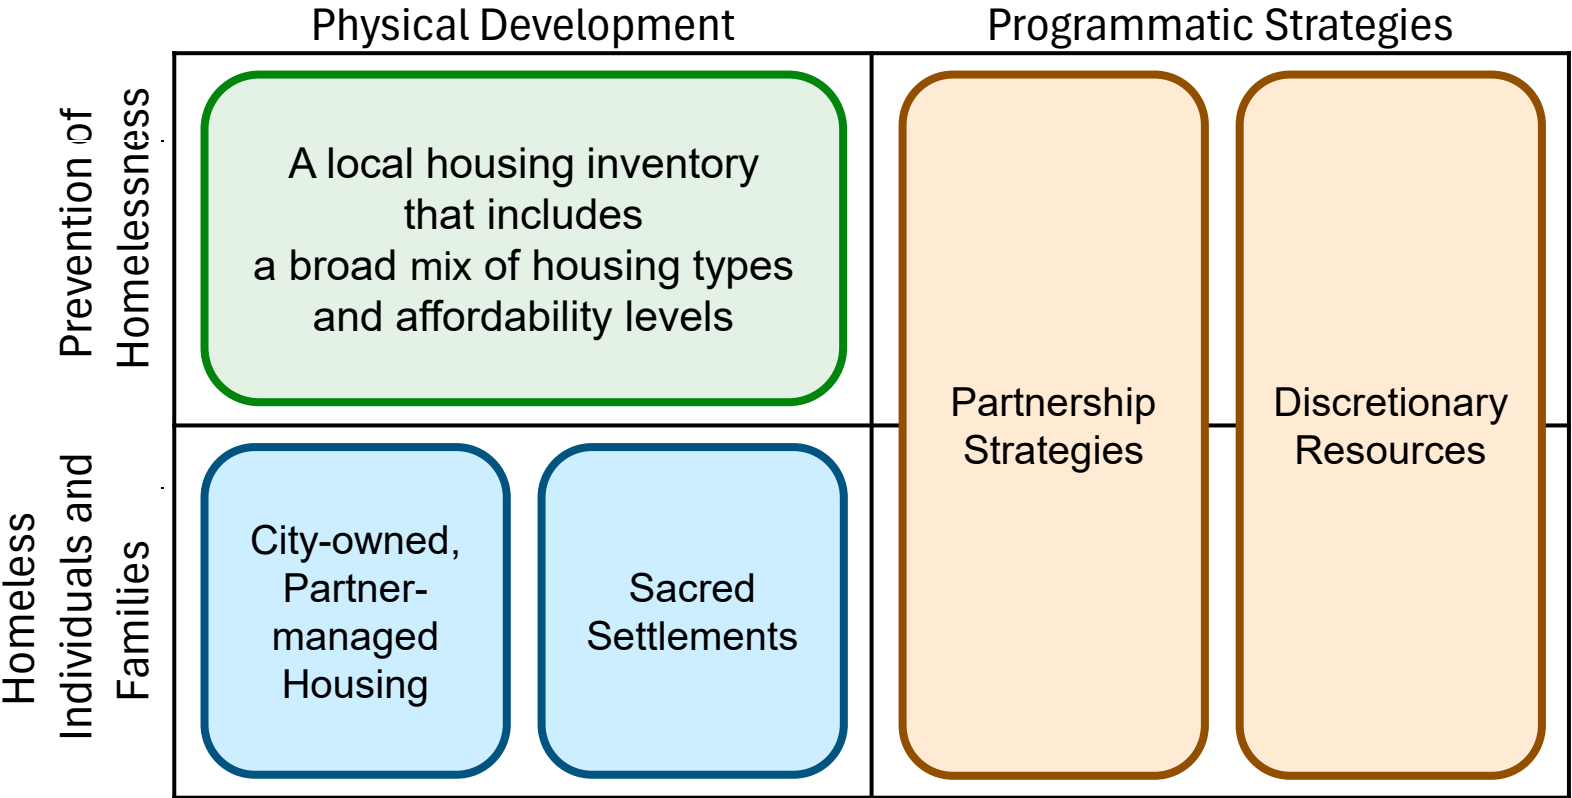 Physical Development
Programmatic Strategies
Prevention of
Homelessness
A local housing inventory
that includes
a broad mix of housing types
and affordability levels
Partnership
Strategies
Discretionary
Resources
Homeless
Individuals and
Families
City-owned,
Partner-
managed
Housing
Sacred
Settlements